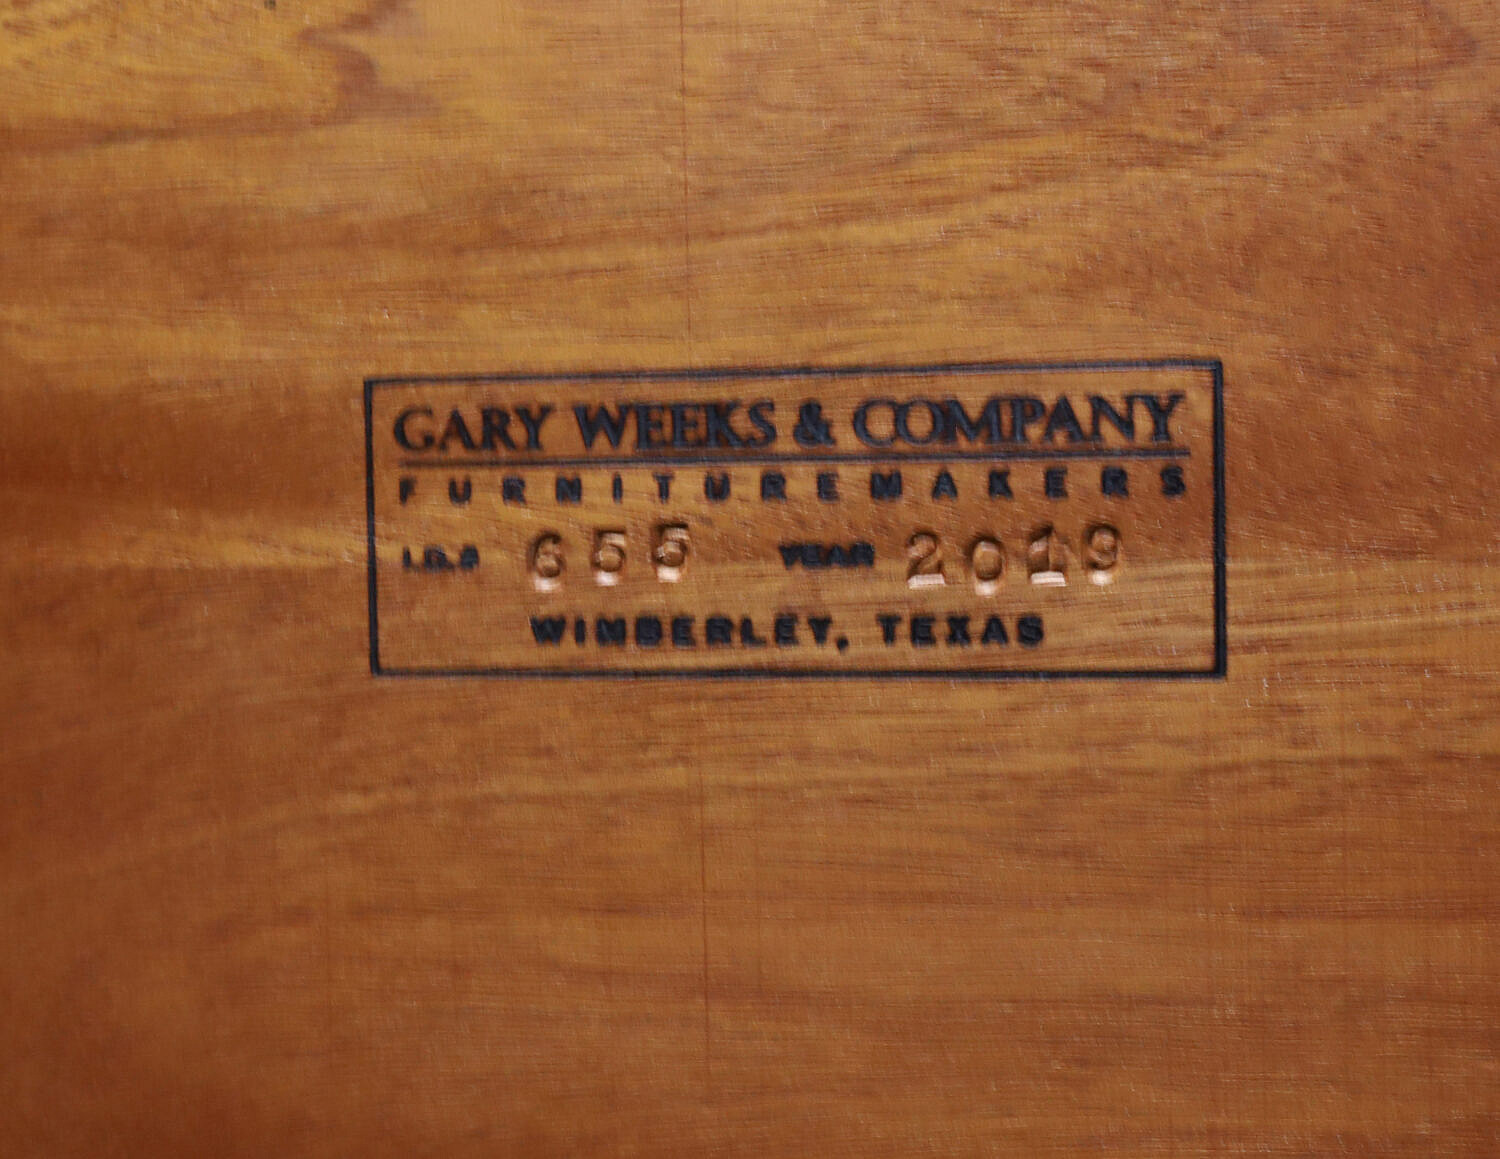 GARY WEEKS & COMPANY
FURNITUREMAKERS
I.D.# 655 YEAR 2019
WIMBERLEY, TEXAS